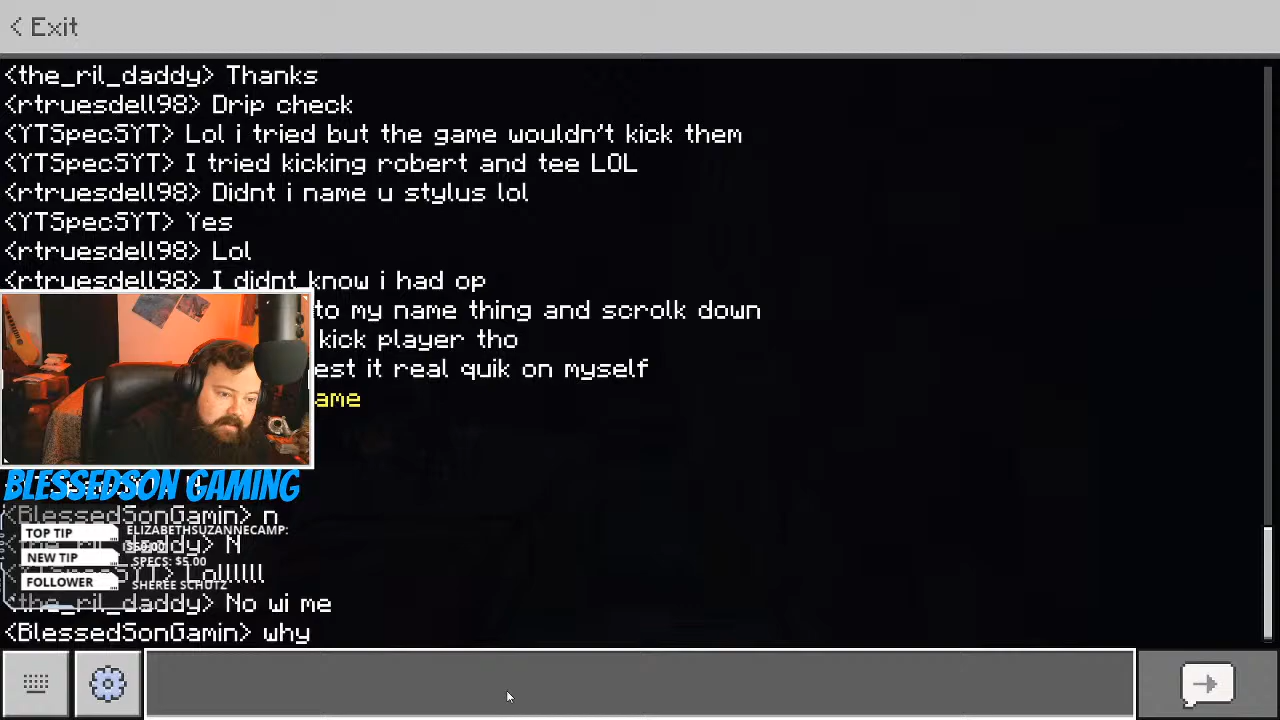 < Exit
<the_ril_daddy> Thanks
<rtruesdell98> Drip check
<YTSpecSYT> Lol i tried but the game wouldn't kick them
<YTSpecSYT> I tried kicking robert and tee LOL
<rtruesdell98> Didnt i name u stylus lol
<YTSpecSYT> Yes
<rtruesdell98> Lol
<rtruesdell98> I didnt know i had op
to my name thing and scrolk down
kick player tho
est it real quik on myself
ame
BLESSEDSON GAMING
<BlessedSonGamin> n
TOP TIP ELIZABETHSUZANNECAMP:
<the_ril_daddy> N
NEW TIP SPECS: $5.00
<YTSpecSYT> Lollllll
FOLLOWER SHEREE SCHUTZ
<the_ril_daddy> No wi me
<BlessedSonGamin> why